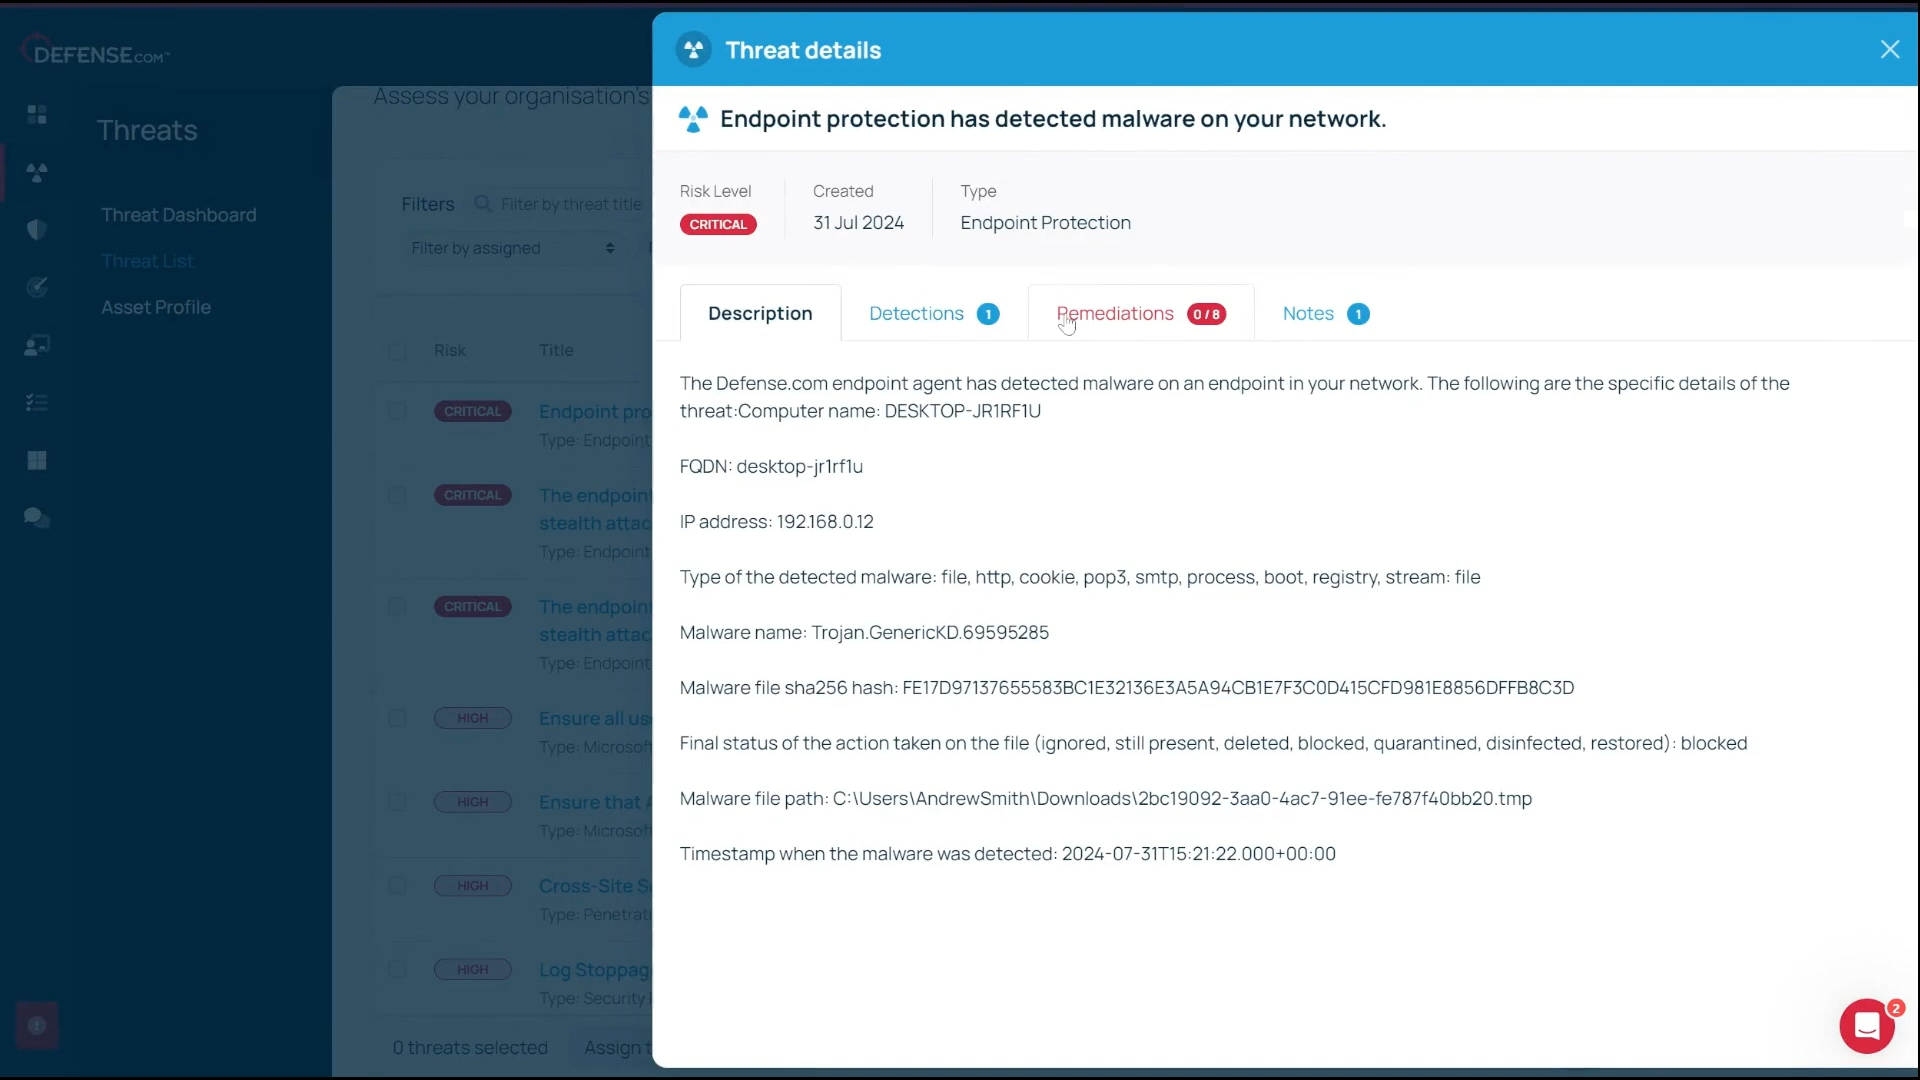 DEFENSE.COM™
Threats
Threat Dashboard
Threat List
Asset Profile
Assess your organisation's
Filters
Filter by threat title
Filter by assigned
Risk
Title
CRITICAL
Endpoint pro
Type: Endpoint
CRITICAL
The endpoint
stealth attac
Type: Endpoint
CRITICAL
The endpoint
stealth attac
Type: Endpoint
HIGH
Ensure all us
Type: Microsoft
HIGH
Ensure that A
Type: Microsoft
HIGH
Cross-Site S
Type: Penetrati
HIGH
Log Stoppag
Type: Security
0 threats selected
Assign t
Threat details
Endpoint protection has detected malware on your network.
Risk Level
CRITICAL
Created
31 Jul 2024
Type
Endpoint Protection
Description
Detections 1
Remediations 0 / 8
Notes 1
The Defense.com endpoint agent has detected malware on an endpoint in your network. The following are the specific details of the
threat:Computer name: DESKTOP-JR1RF1U
FQDN: desktop-jr1rf1u
IP address: 192.168.0.12
Type of the detected malware: file, http, cookie, pop3, smtp, process, boot, registry, stream: file
Malware name: Trojan.GenericKD.69595285
Malware file sha256 hash: FE17D97137655583BC1E32136E3A5A94CB1E7F3C0D415CFD981E8856DFFB8C3D
Final status of the action taken on the file (ignored, still present, deleted, blocked, quarantined, disinfected, restored): blocked
Malware file path: C:\Users\AndrewSmith\Downloads\2bc19092-3aa0-4ac7-91ee-fe787f40bb20.tmp
Timestamp when the malware was detected: 2024-07-31T15:21:22.000+00:00
2